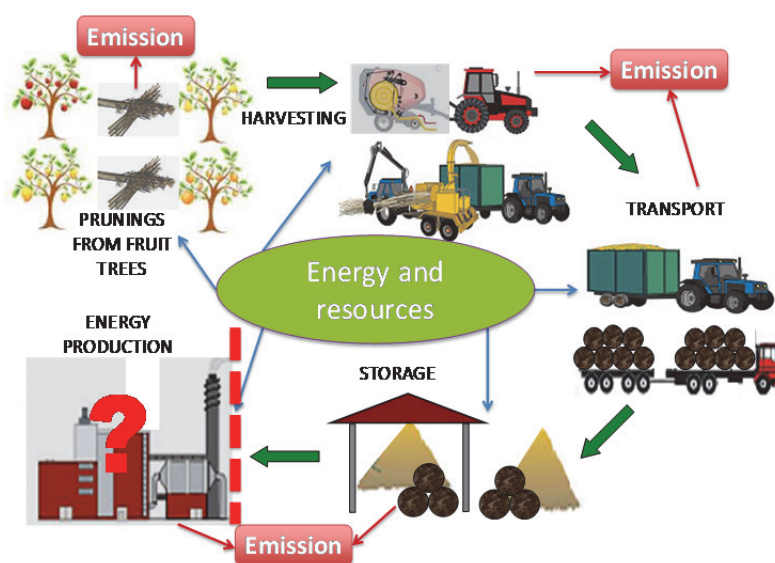 Emission
HARVESTING
Emission
PRUNINGS
FROM FRUIT
TREES
TRANSPORT
Energy and
resources
ENERGY
PRODUCTION
STORAGE
?
Emission